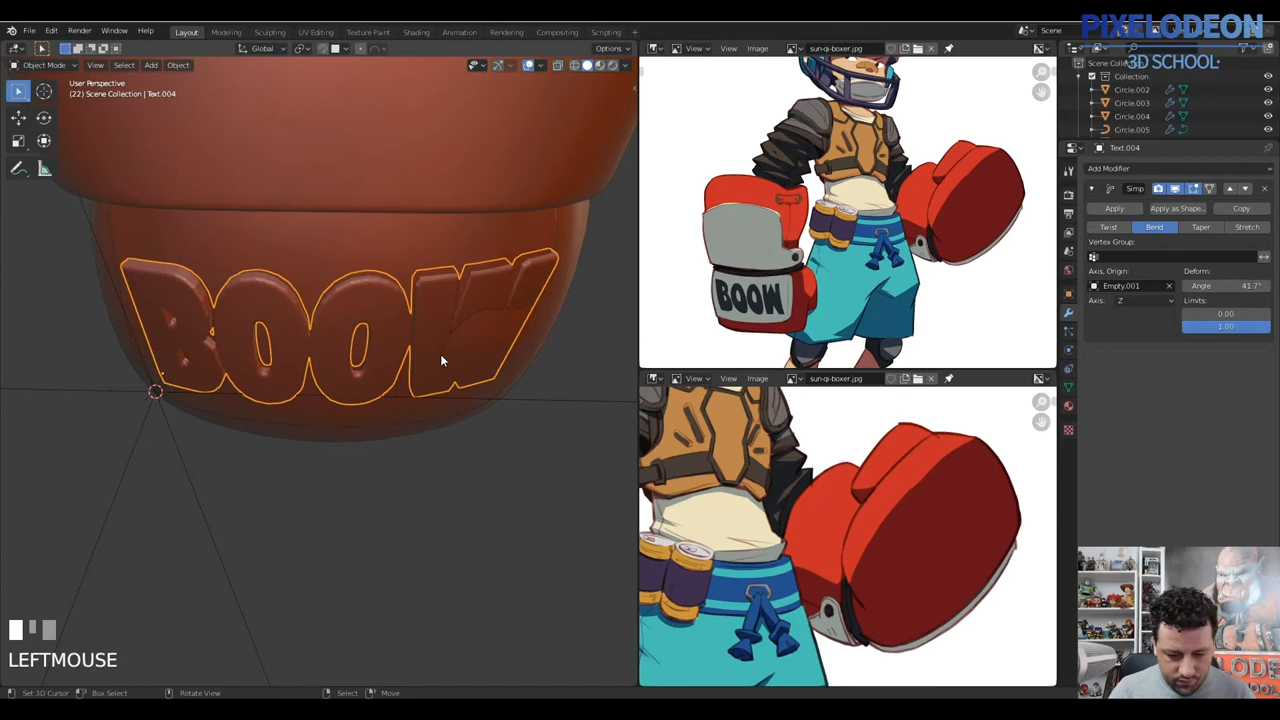 PIXELODEON
3D SCHOOL
File Edit Render Window Help
Layout Modeling Sculpting UV Editing Texture Paint Shading Animation Rendering Compositing Scripting +
Scene
Global
Options
Object Mode View Select Add Object
User Perspective
(22) Scene Collection | Text.004
BOOW
View View Image sun-qi-boxer.jpg
BOOW
View View Image sun-qi-boxer.jpg
Scene Collec
Collection
Circle.002
Circle.003
Circle.004
Circle.005
Text.004
Add Modifier
Simp
Apply Apply as Shape... Copy
Twist Bend Taper Stretch
Vertex Group:
Axis, Origin: Deform:
Empty.001 Angle 41.7°
Axis: Z Limits:
0.00
1.00
LEFTMOUSE
Set 3D Cursor Box Select Rotate View Select Move